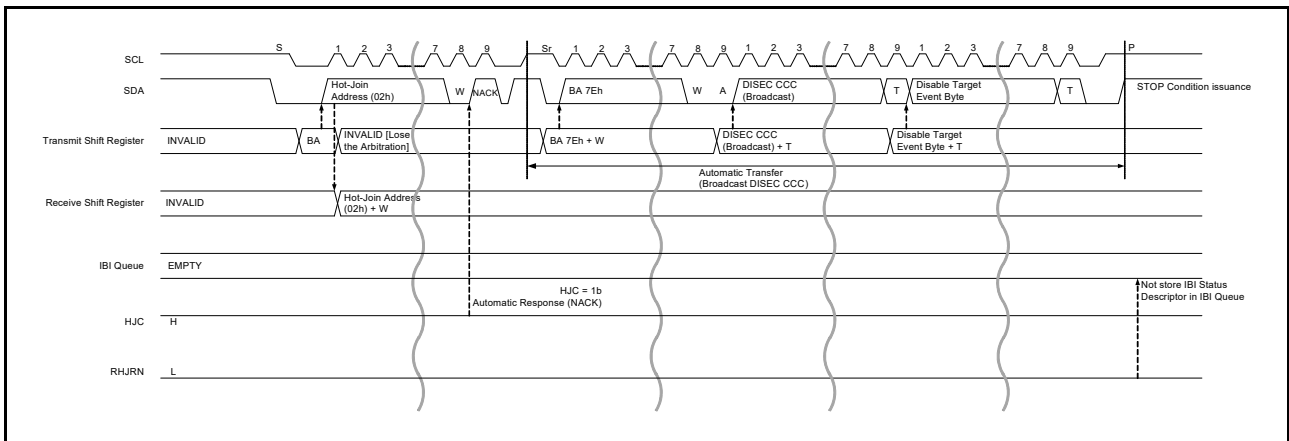 S 1 2 3 7 8 9 Sr 1 2 3 7 8 9 1 2 3 7 8 9 1 2 3 7 8 9 P
SCL
SDA
Hot-Join
Address (02h)
W
NACK
BA 7Eh
W
A
DISEC CCC
(Broadcast)
T
Disable Target
Event Byte
T
STOP Condition issuance
Transmit Shift Register
INVALID
BA
INVALID [Lose
the Arbitration]
BA 7Eh + W
DISEC CCC
(Broadcast) + T
Disable Target
Event Byte + T
Automatic Transfer
(Broadcast DISEC CCC)
Receive Shift Register
INVALID
Hot-Join Address
(02h) + W
IBI Queue
EMPTY
HJC = 1b
Automatic Response (NACK)
Not store IBI Status
Descriptor in IBI Queue
HJC
H
RHJRN
L